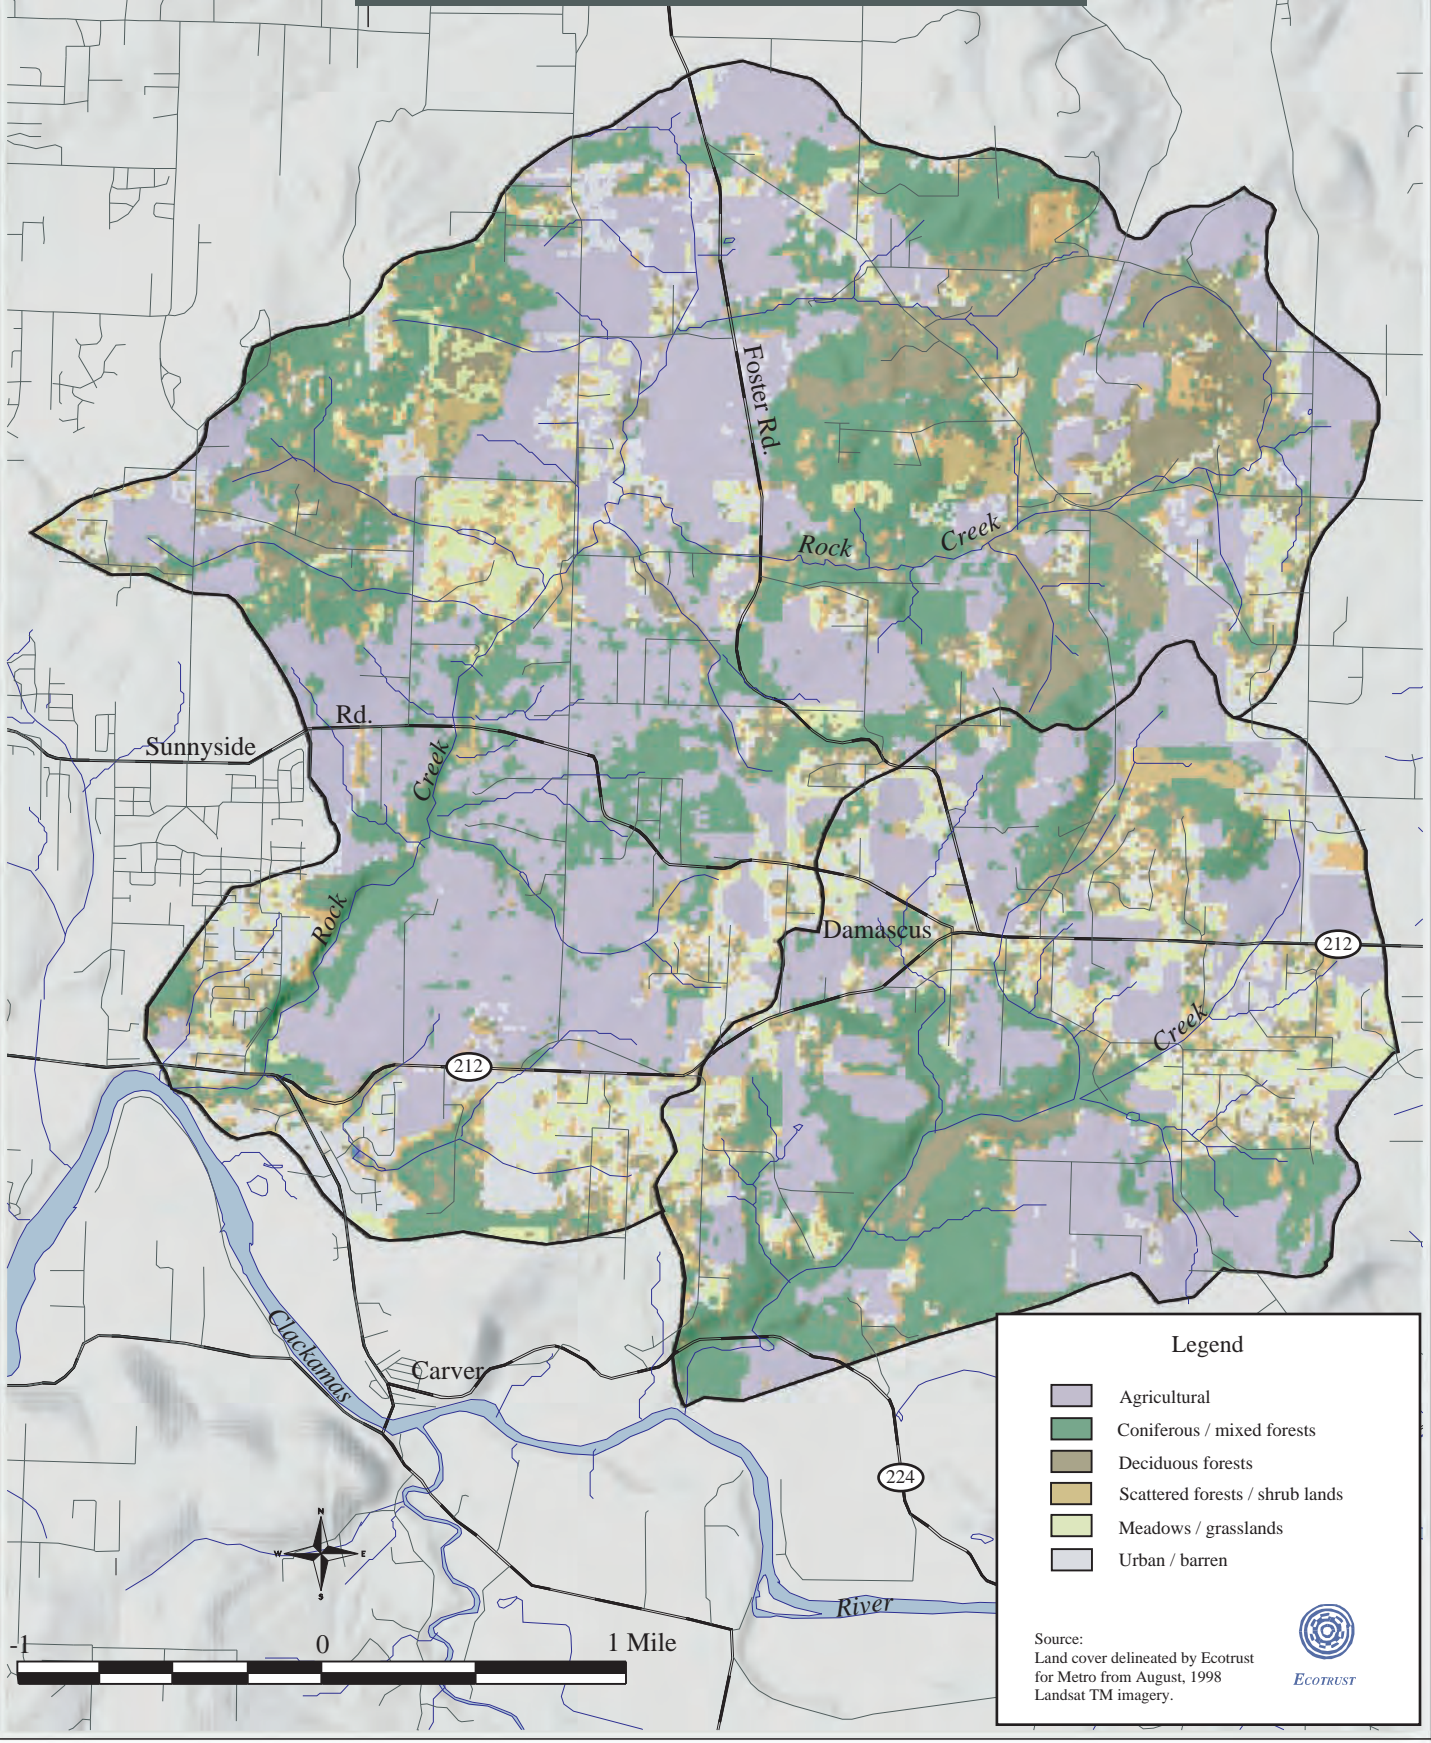 Foster Rd.
Rock
Creek
Rd.
Sunnyside
Creek
Rock
Damascus
212
Creek
212
Clackamas
Carver
224
River
N
W
E
S
-1
0
1 Mile
Legend
Agricultural
Coniferous / mixed forests
Deciduous forests
Scattered forests / shrub lands
Meadows / grasslands
Urban / barren
Source:
Land cover delineated by Ecotrust
for Metro from August, 1998
Landsat TM imagery.
ECOTRUST